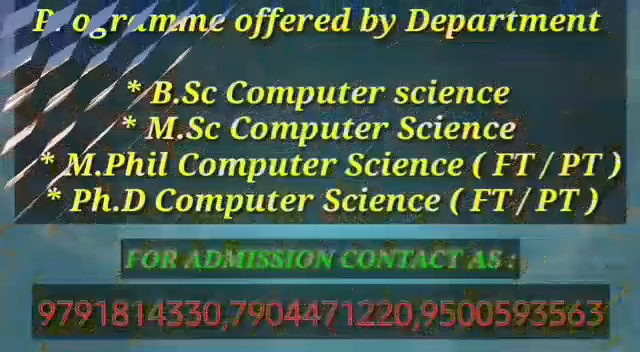 Programme offered by Department
* B.Sc Computer science
* M.Sc Computer Science
* M.Phil Computer Science ( FT / PT )
* Ph.D Computer Science ( FT / PT )
FOR ADMISSION CONTACT AS :
9791814330,7904471220,9500593563